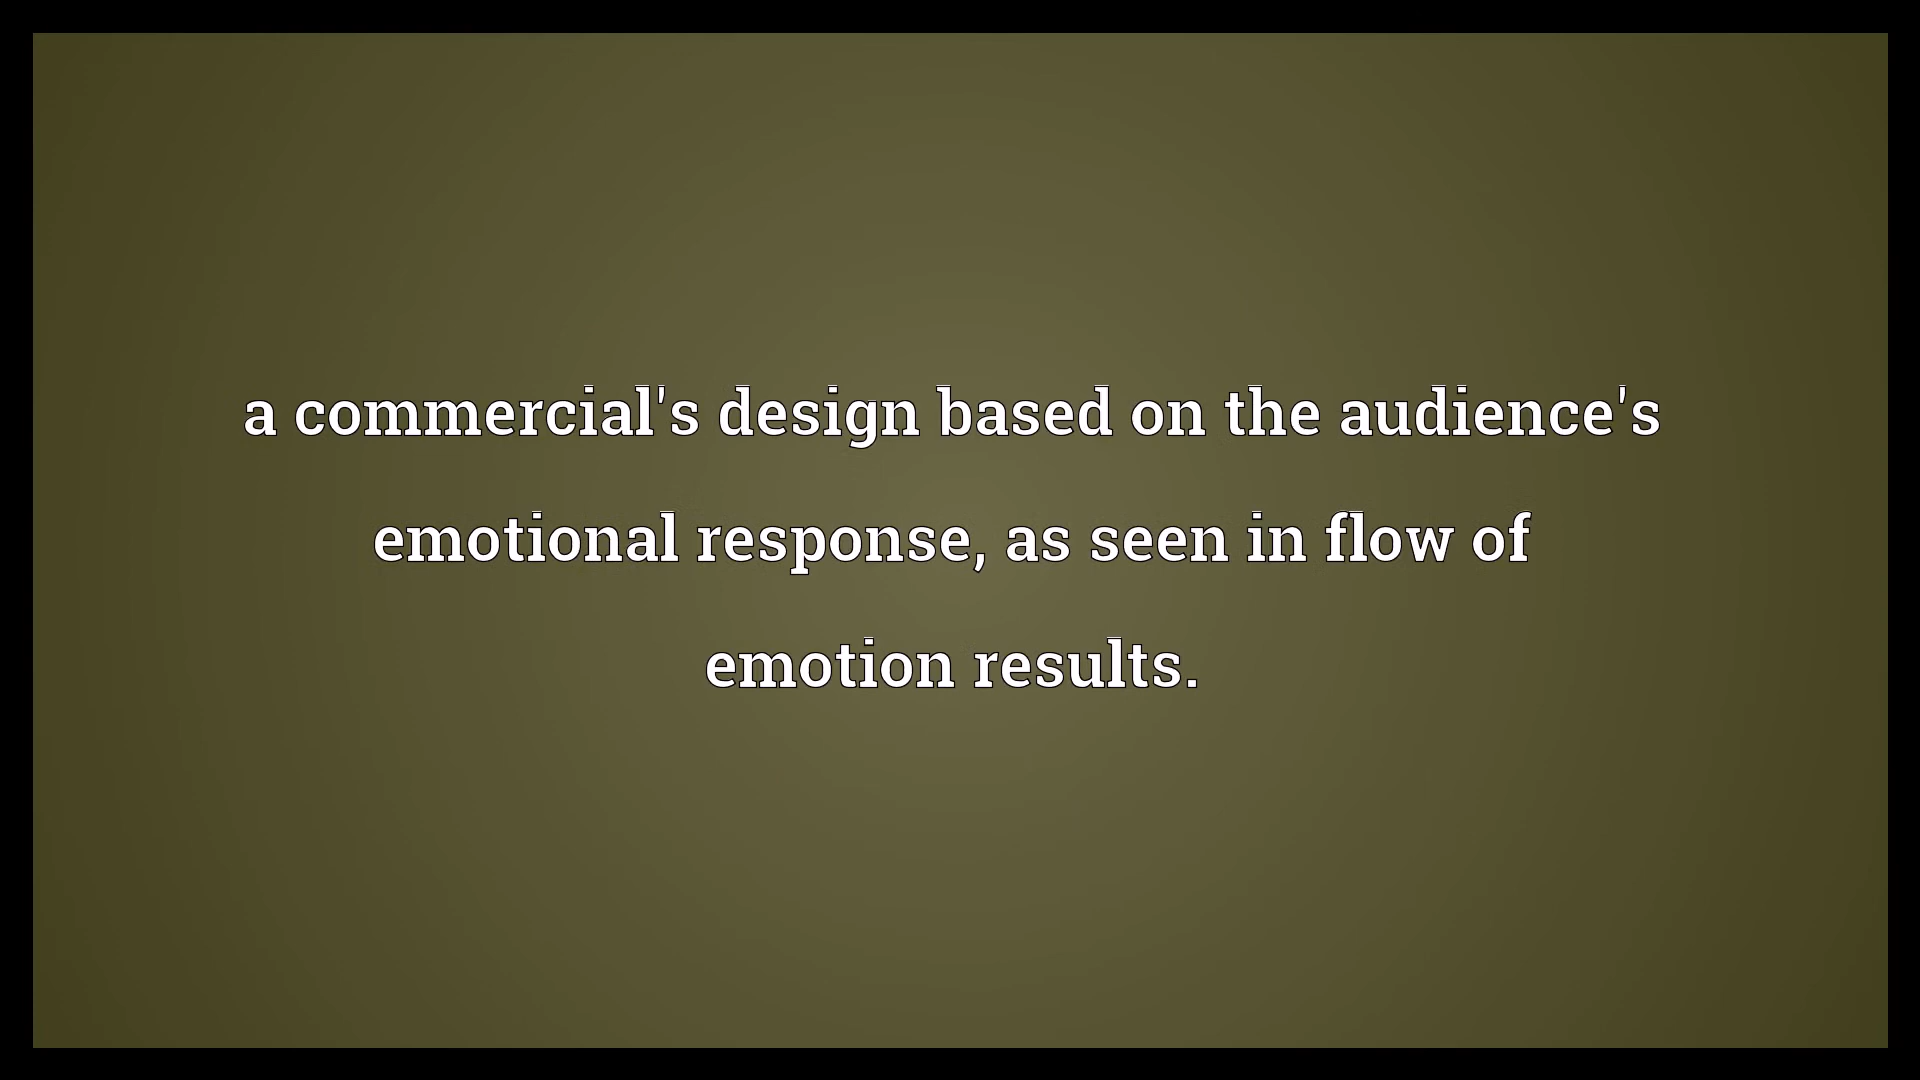 a commercial's design based on the audience's
emotional response, as seen in flow of
emotion results.